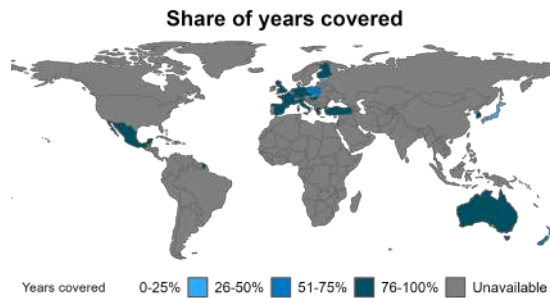 Share of years covered
Years covered 0-25% 26-50% 51-75% 76-100% Unavailable